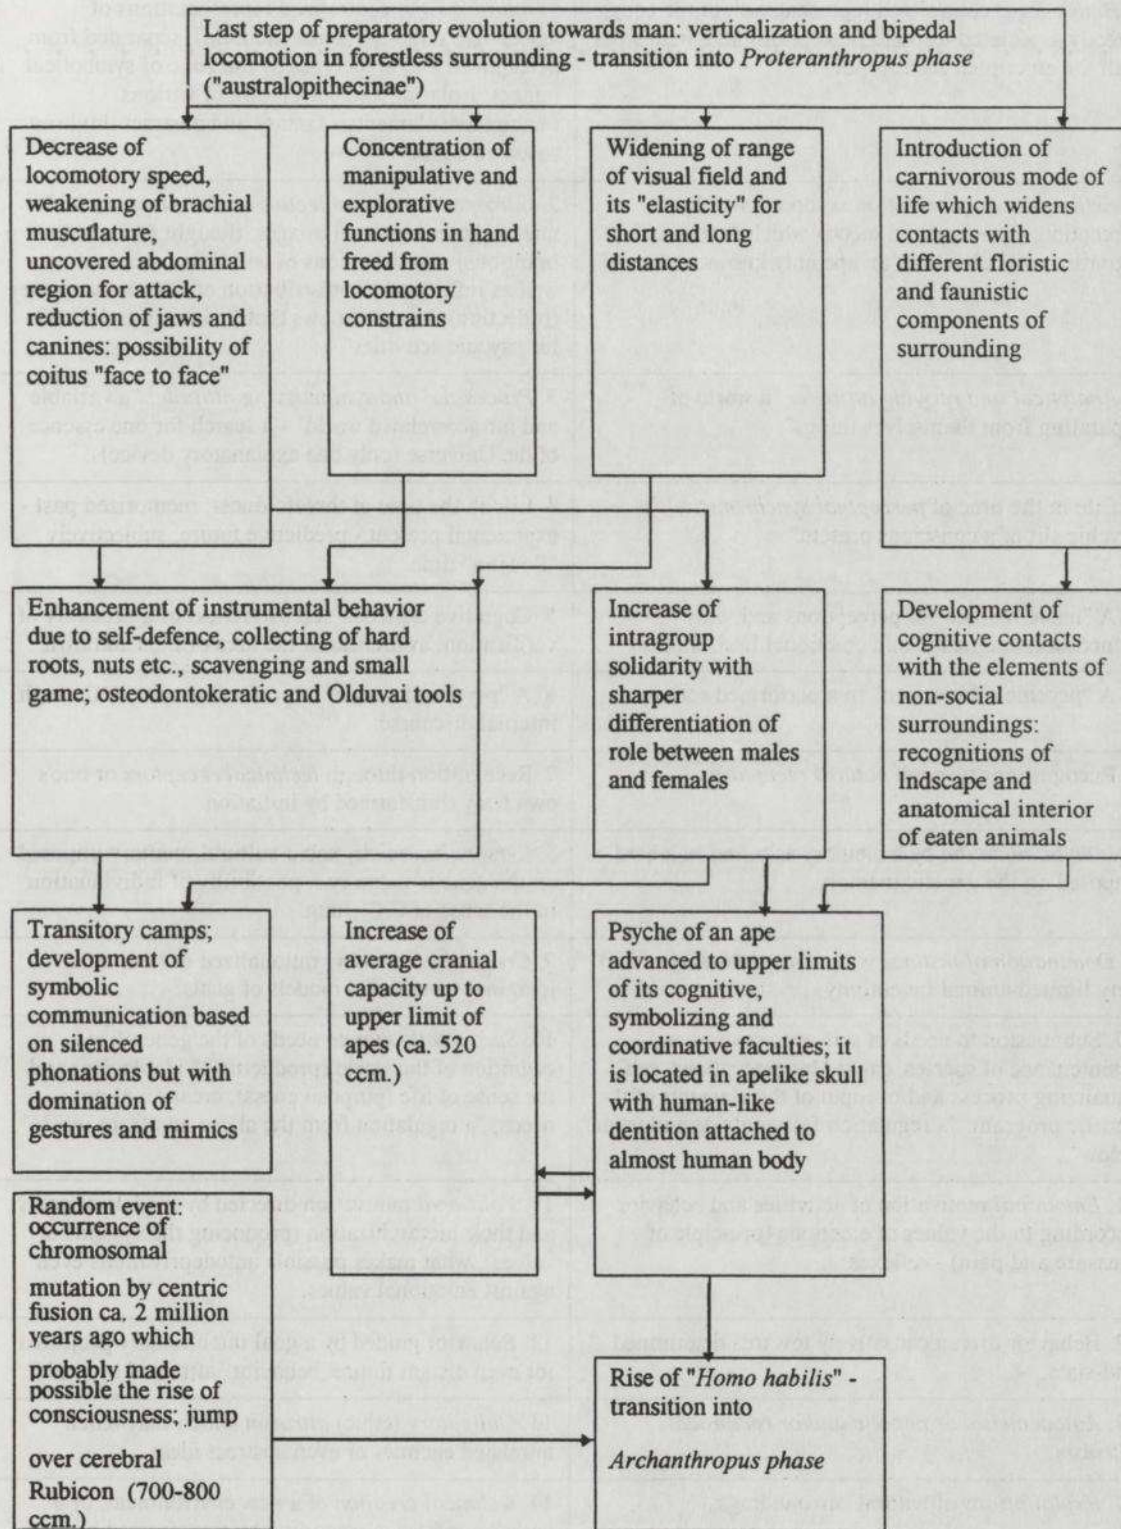 Last step of preparatory evolution towards man: verticalization and bipedal
locomotion in forestless surrounding - transition into Proteranthropus phase
("australopithecinae")
Decrease of
locomotory speed,
weakening of brachial
musculature,
uncovered abdominal
region for attack,
reduction of jaws and
canines: possibility of
coitus "face to face"
Concentration of
manipulative and
explorative
functions in hand
freed from
locomotory
constrains
Widening of range
of visual field and
its "elasticity" for
short and long
distances
Introduction of
carnivorous mode of
life which widens
contacts with
different floristic
and faunistic
components of
surrounding
Enhancement of instrumental behavior
due to self-defence, collecting of hard
roots, nuts etc., scavenging and small
game; osteodontokeratic and Olduvai tools
Increase of
intragroup
solidarity with
sharper
differentiation of
role between males
and females
Development of
cognitive contacts
with the elements of
non-social
surroundings:
recognitions of
lndscape and
anatomical interior
of eaten animals
Transitory camps;
development of
symbolic
communication based
on silenced
phonations but with
domination of
gestures and mimics
Increase of
average cranial
capacity up to
upper limit of
apes (ca. 520
ccm.)
Psyche of an ape
advanced to upper limits
of its cognitive,
symbolizing and
coordinative faculties; it
is located in apelike skull
with human-like
dentition attached to
almost human body
Random event:
occurrence of
chromosomal
mutation by centric
fusion ca. 2 million
years ago which
probably made
possible the rise of
consciousness; jump
over cerebral
Rubicon (700-800
ccm.)
Rise of "Homo habilis" -
transition into
Archanthropus phase